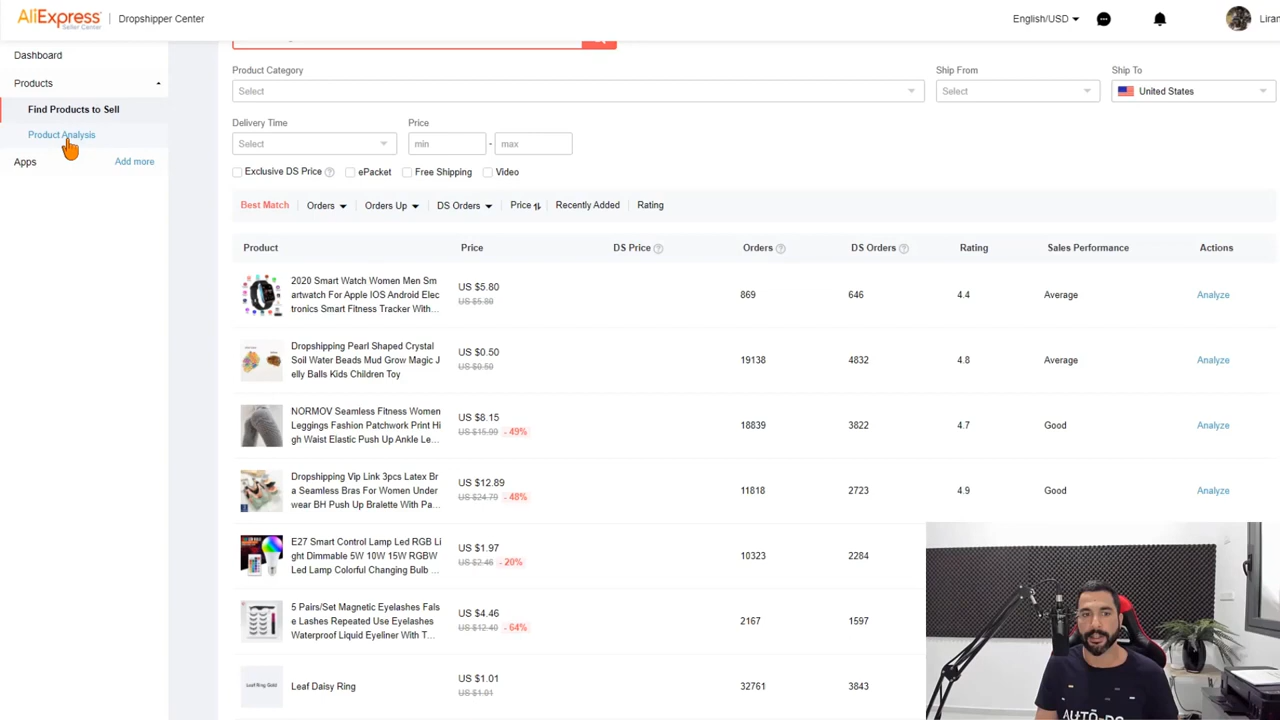 AliExpress
Seller Center
Dropshipper Center
English/USD
Liran
Dashboard
Products
Find Products to Sell
Product Analysis
Apps
Add more
Product Category
Ship From
Ship To
Select
Select
United States
Delivery Time
Price
Select
min
-
max
Exclusive DS Price
ePacket
Free Shipping
Video
Best Match
Orders
Orders Up
DS Orders
Price
Recently Added
Rating
Product
Price
DS Price
Orders
DS Orders
Rating
Sales Performance
Actions
2020 Smart Watch Women Men Sm
artwatch For Apple IOS Android Elec
tronics Smart Fitness Tracker With...
US $5.80
US $5.80
869
646
4.4
Average
Analyze
Dropshipping Pearl Shaped Crystal
Soil Water Beads Mud Grow Magic J
elly Balls Kids Children Toy
US $0.50
US $0.50
19138
4832
4.8
Average
Analyze
NORMOV Seamless Fitness Women
Leggings Fashion Patchwork Print Hi
gh Waist Elastic Push Up Ankle Le...
US $8.15
US $15.99 - 49%
18839
3822
4.7
Good
Analyze
Dropshipping Vip Link 3pcs Latex Br
a Seamless Bras For Women Under
wear BH Push Up Bralette With Pa...
US $12.89
US $24.79 - 48%
11818
2723
4.9
Good
Analyze
E27 Smart Control Lamp Led RGB Li
ght Dimmable 5W 10W 15W RGBW
Led Lamp Colorful Changing Bulb ...
US $1.97
US $2.46 - 20%
10323
2284
5 Pairs/Set Magnetic Eyelashes Fals
e Lashes Repeated Use Eyelashes
Waterproof Liquid Eyeliner With T...
US $4.46
US $12.40 - 64%
2167
1597
Leaf Ring Gold
Leaf Daisy Ring
US $1.01
US $1.01
32761
3843
AUTO-DS